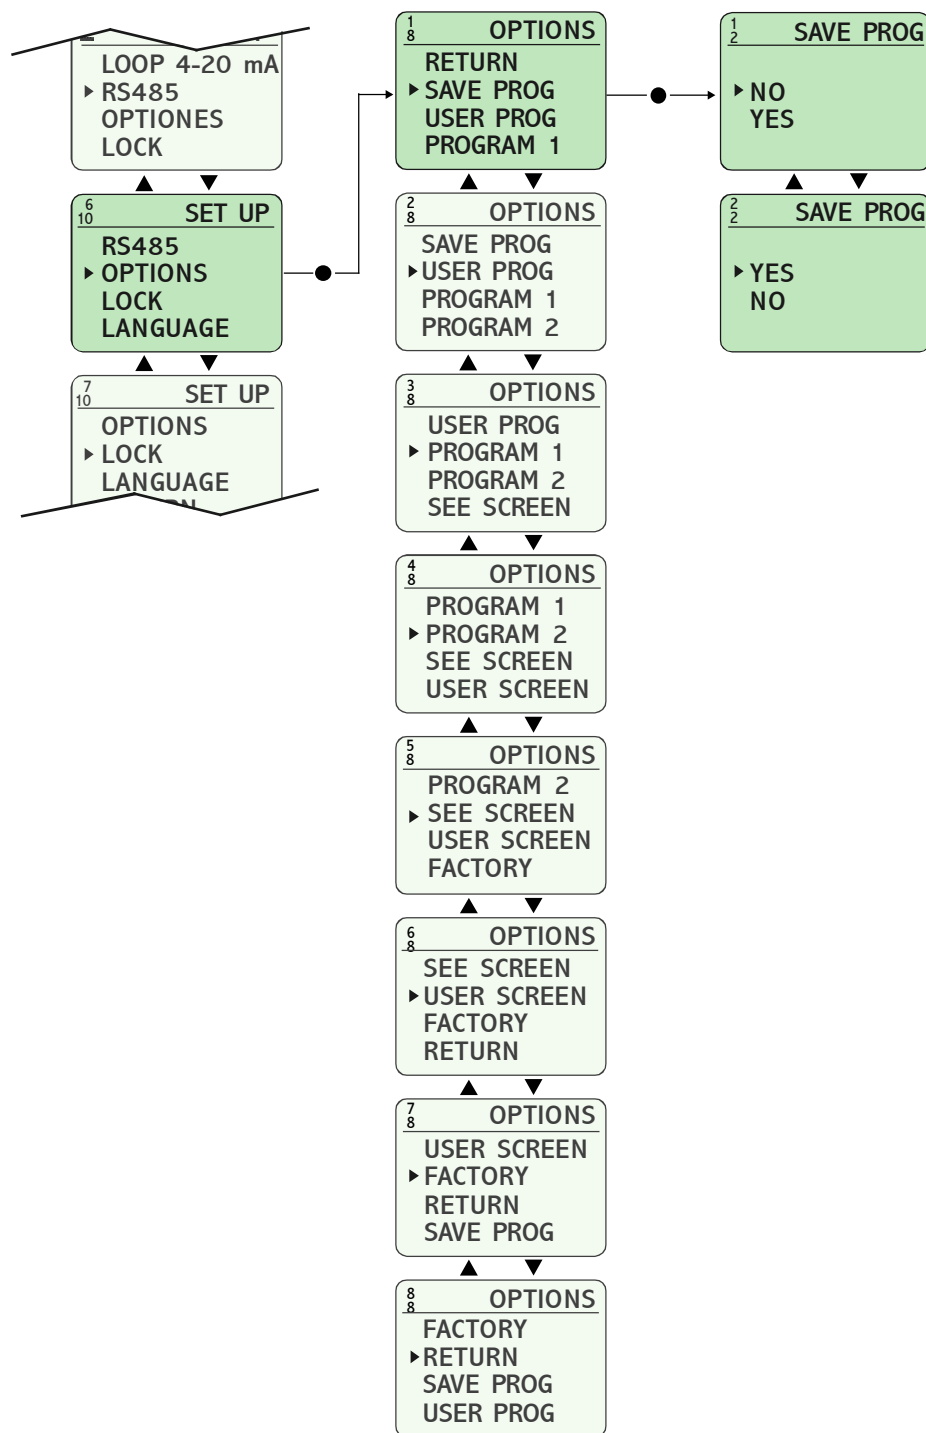 LOOP 4-20 mA
RS485
OPTIONES
LOCK
6
10
SET UP
RS485
OPTIONS
LOCK
LANGUAGE
7
10
SET UP
OPTIONS
LOCK
LANGUAGE
1
8
OPTIONS
RETURN
SAVE PROG
USER PROG
PROGRAM 1
2
8
OPTIONS
SAVE PROG
USER PROG
PROGRAM 1
PROGRAM 2
3
8
OPTIONS
USER PROG
PROGRAM 1
PROGRAM 2
SEE SCREEN
4
8
OPTIONS
PROGRAM 1
PROGRAM 2
SEE SCREEN
USER SCREEN
5
8
OPTIONS
PROGRAM 2
SEE SCREEN
USER SCREEN
FACTORY
6
8
OPTIONS
SEE SCREEN
USER SCREEN
FACTORY
RETURN
7
8
OPTIONS
USER SCREEN
FACTORY
RETURN
SAVE PROG
8
8
OPTIONS
FACTORY
RETURN
SAVE PROG
USER PROG
1
2
SAVE PROG
NO
YES
2
2
SAVE PROG
YES
NO